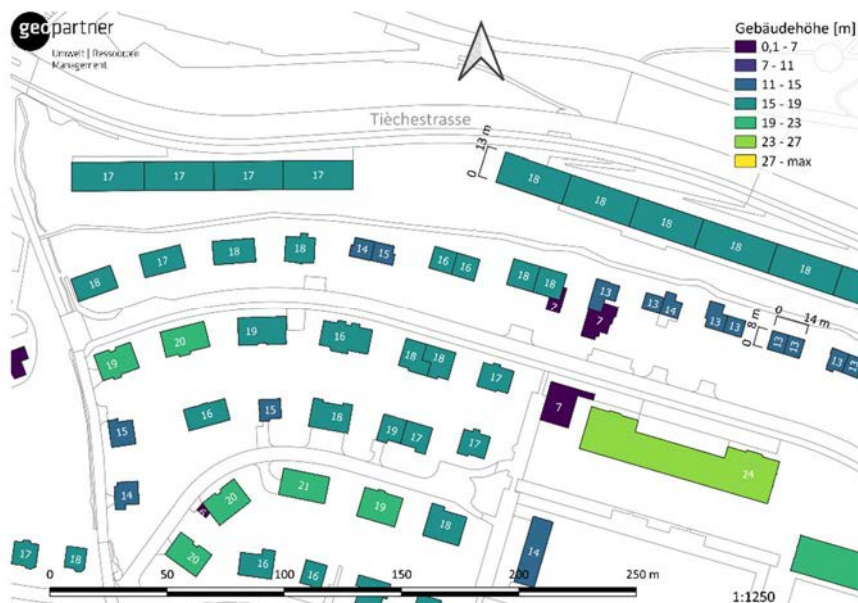 geopartner
Umwelt | Ressourcen
Management
Gebäudehöhe [m]
0,1 - 7
7 - 11
11 - 15
15 - 19
19 - 23
23 - 27
27 - max
Tièchestrasse
0 13 m
17 17 17 17
18 18 18 18 18
18 17 18 18 14 15 16 16 18 18 7
13 7 13 14 13 13
0 8 m
0 14 m
13 13 13 13
19 20 19 16 18 18 17
15 16 15 18 19 17 17 7 24
14 6 20 21 19 18 14
17 18 20 16 16
0 50 100 150 200 250 m
1:1250